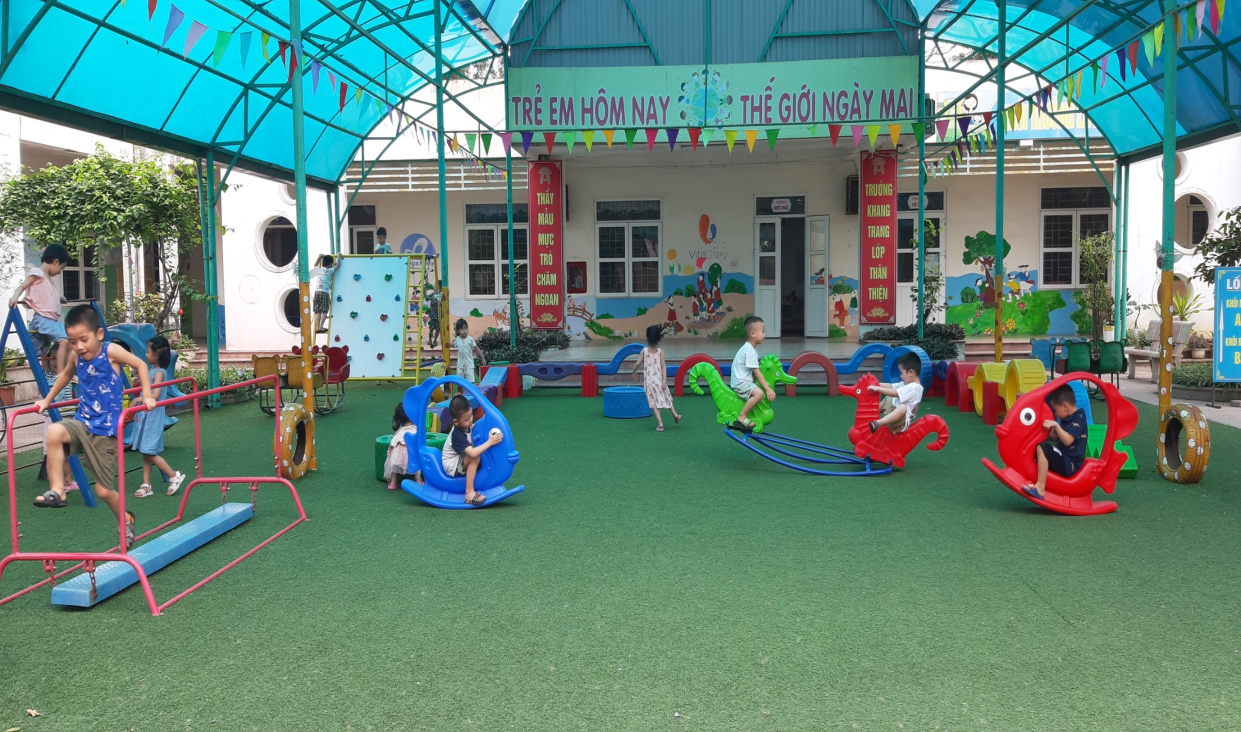 TRẺ EM HÔM NAY THẾ GIỚI NGÀY MAI
THẦY
MẪU
MỰC TRÒ
CHĂM
NGOAN
TRƯỜNG
KHANG
TRANG
LỚP
THÂN
THIỆN